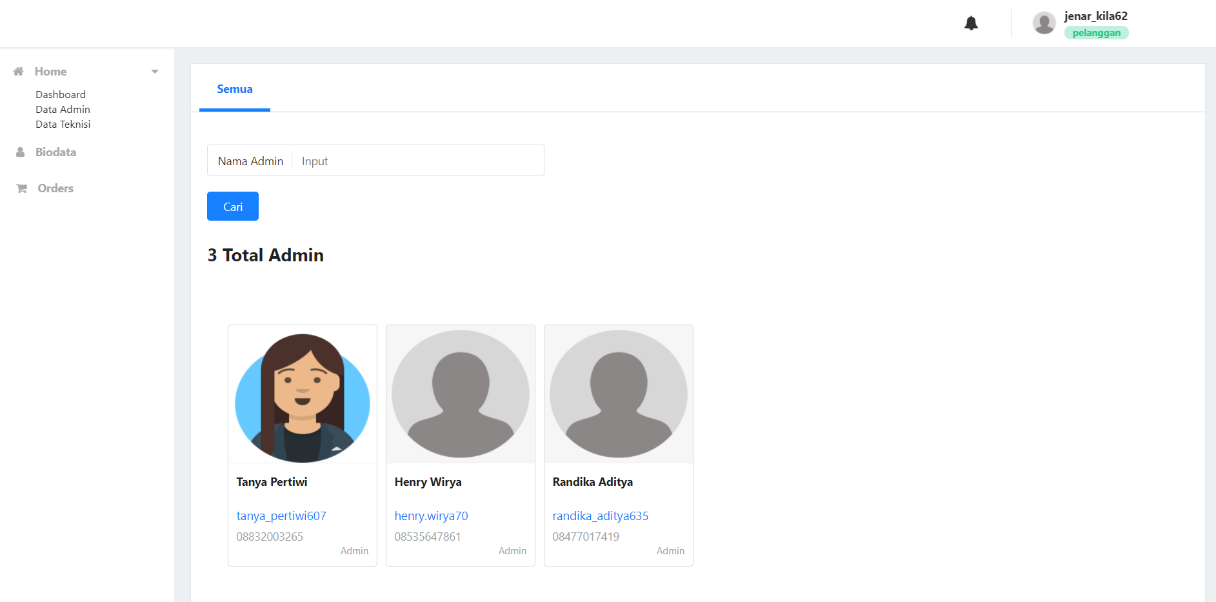 jenar_kila62
pelanggan
Home
Dashboard
Data Admin
Data Teknisi
Biodata
Orders
Semua
Nama Admin Input
Cari
3 Total Admin
Tanya Pertiwi
tanya_pertiwi607
08832003265
Admin
Henry Wirya
henry.wirya70
08535647861
Admin
Randika Aditya
randika_aditya635
08477017419
Admin